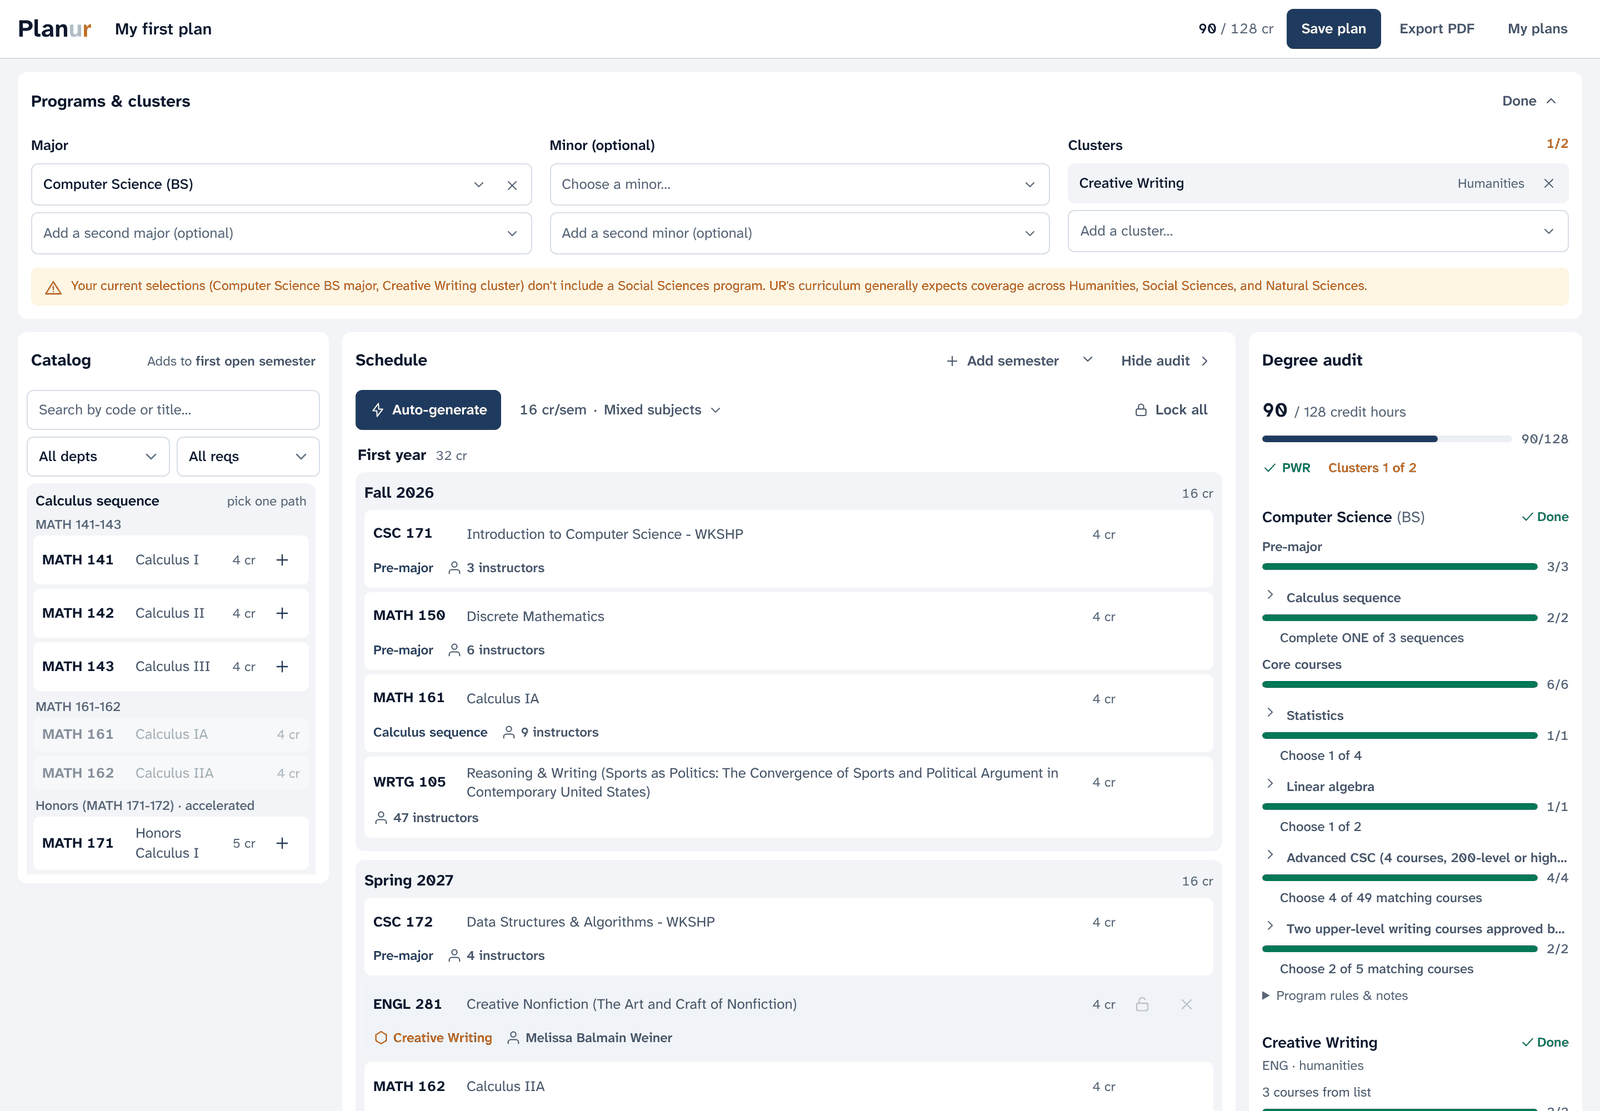 Planur
My first plan
90 / 128 cr
Save plan
Export PDF
My plans
Programs & clusters
Done
Major
Computer Science (BS)
Add a second major (optional)
Minor (optional)
Choose a minor...
Add a second minor (optional)
Clusters
1/2
Creative Writing
Humanities
Add a cluster...
Your current selections (Computer Science BS major, Creative Writing cluster) don't include a Social Sciences program. UR's curriculum generally expects coverage across Humanities, Social Sciences, and Natural Sciences.
Catalog
Adds to first open semester
Search by code or title...
All depts
All reqs
Calculus sequence
pick one path
MATH 141-143
MATH 141 Calculus I 4 cr
MATH 142 Calculus II 4 cr
MATH 143 Calculus III 4 cr
MATH 161-162
MATH 161 Calculus IA 4 cr
MATH 162 Calculus IIA 4 cr
Honors (MATH 171-172) · accelerated
MATH 171 Honors Calculus I 5 cr
Schedule
Add semester
Hide audit
Auto-generate
16 cr/sem · Mixed subjects
Lock all
First year 32 cr
Fall 2026 16 cr
CSC 171 Introduction to Computer Science - WKSHP 4 cr
Pre-major 3 instructors
MATH 150 Discrete Mathematics 4 cr
Pre-major 6 instructors
MATH 161 Calculus IA 4 cr
Calculus sequence 9 instructors
WRTG 105 Reasoning & Writing (Sports as Politics: The Convergence of Sports and Political Argument in
Contemporary United States) 4 cr
47 instructors
Spring 2027 16 cr
CSC 172 Data Structures & Algorithms - WKSHP 4 cr
Pre-major 4 instructors
ENGL 281 Creative Nonfiction (The Art and Craft of Nonfiction) 4 cr
Creative Writing Melissa Balmain Weiner
MATH 162 Calculus IIA 4 cr
Degree audit
90 / 128 credit hours
90/128
PWR Clusters 1 of 2
Computer Science (BS) Done
Pre-major
3/3
Calculus sequence
2/2
Complete ONE of 3 sequences
Core courses
6/6
Statistics
1/1
Choose 1 of 4
Linear algebra
1/1
Choose 1 of 2
Advanced CSC (4 courses, 200-level or high...
4/4
Choose 4 of 49 matching courses
Two upper-level writing courses approved b...
2/2
Choose 2 of 5 matching courses
Program rules & notes
Creative Writing Done
ENG · humanities
3 courses from list